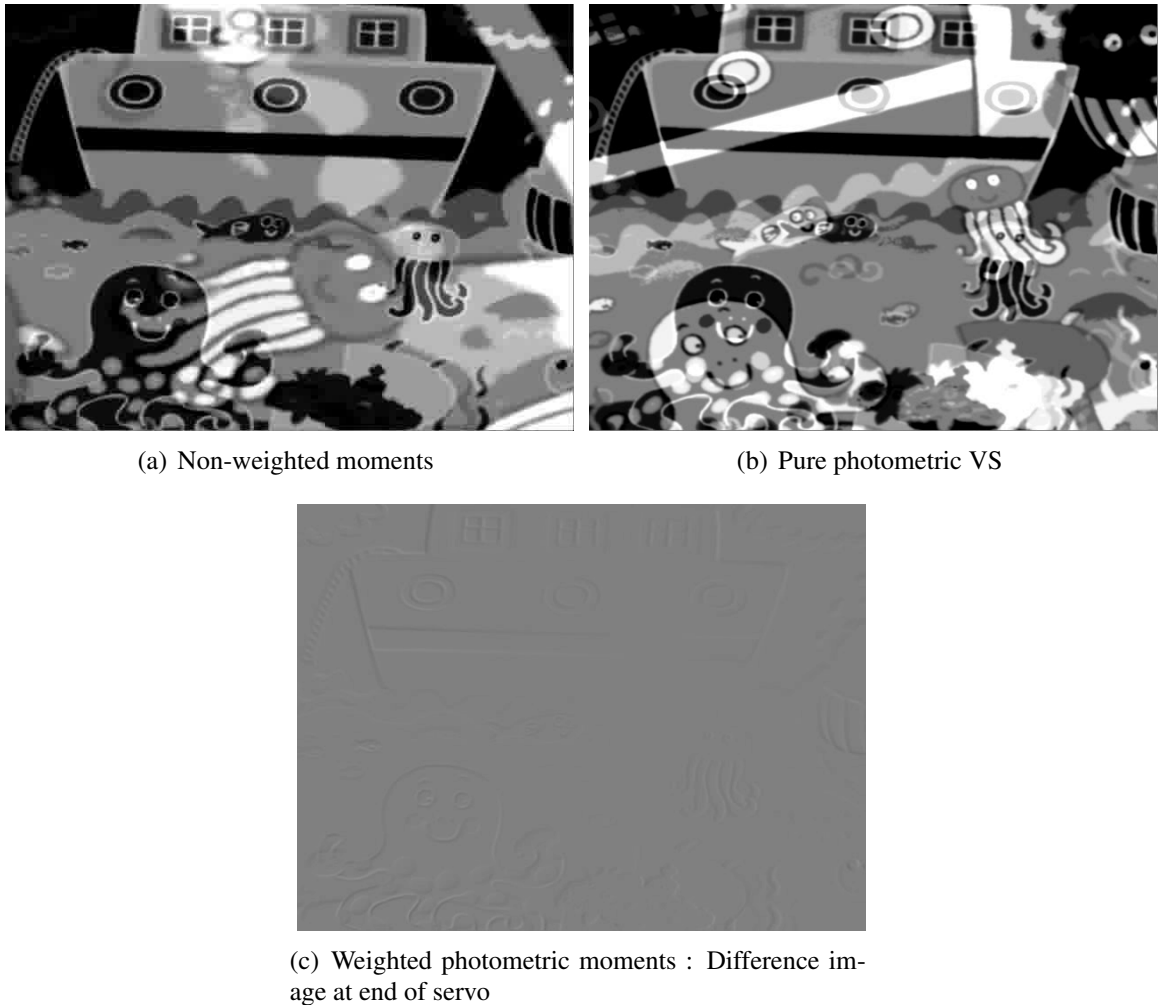 (a) Non-weighted moments
(b) Pure photometric VS
(c) Weighted photometric moments : Difference im-
age at end of servo